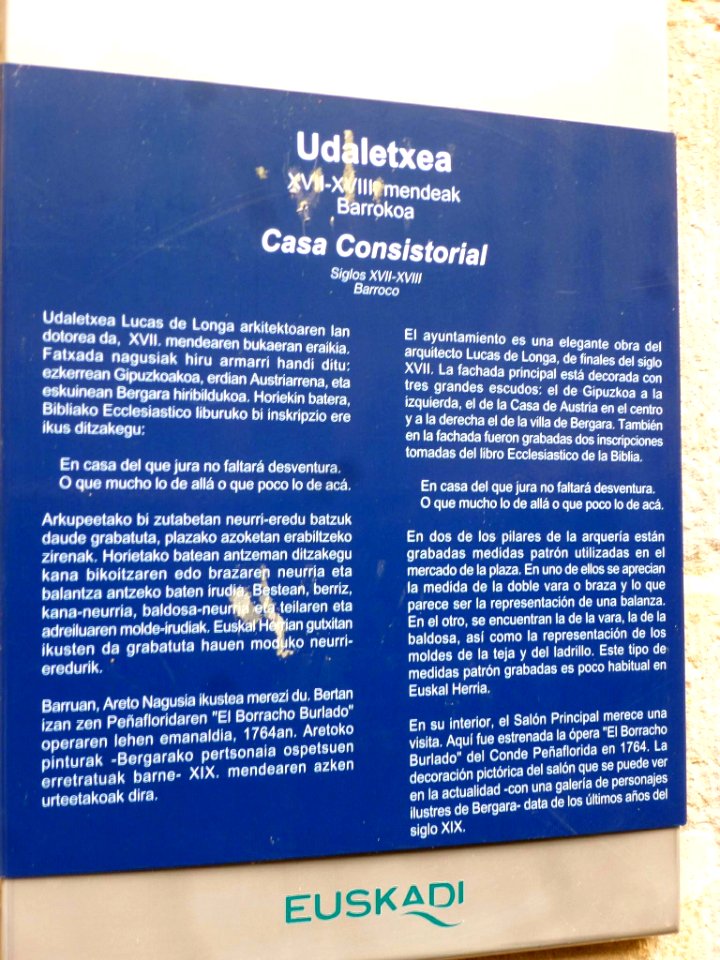 Udaletxea
XVII-XVIII. mendeak
Barrokoa
Casa Consistorial
Siglos XVII-XVIII
Barroco
Udaletxea Lucas de Longa arkitektoaren lan
dotorea da, XVII. mendearen bukaeran eraikia.
Fatxada nagusiak hiru armarri handi ditu:
ezkerrean Gipuzkoakoa, erdian Austriarrena, eta
eskuinean Bergara hiribildukoa. Horiekin batera,
Bibliako Ecclesiastico liburuko bi inskripzio ere
ikus ditzakegu:
En casa del que jura no faltará desventura.
O que mucho lo de allá o que poco lo de acá.
Arkupeetako bi zutabetan neurri-eredu batzuk
daude grabatuta, plazako azoketan erabiltzeko
zirenak. Horietako batean antzeman ditzakegu
kana bikoitzaren edo brazaren neurria eta
balantza antzeko baten irudia. Bestean, berriz,
kana-neurria, baldosa-neurria eta teilaren eta
adreiluaren molde-irudiak. Euskal Herrian gutxitan
ikusten da grabatuta hauen moduko neurri-
eredurik.
Barruan, Areto Nagusia ikustea merezi du. Bertan
izan zen Peñafloridaren "El Borracho Burlado"
operaren lehen emanaldia, 1764an. Aretoko
pinturak -Bergarako pertsonaia ospetsuen
erretratuak barne- XIX. mendearen azken
urteetakoak dira.
El ayuntamiento es una elegante obra del
arquitecto Lucas de Longa, de finales del siglo
XVII. La fachada principal está decorada con
tres grandes escudos: el de Gipuzkoa a la
izquierda, el de la Casa de Austria en el centro
y a la derecha el de la villa de Bergara. También
en la fachada fueron grabadas dos inscripciones
tomadas del libro Ecclesiastico de la Biblia.
En casa del que jura no faltará desventura.
O que mucho lo de allá o que poco lo de acá.
En dos de los pilares de la arquería están
grabadas medidas patrón utilizadas en el
mercado de la plaza. En uno de ellos se aprecian
la medida de la doble vara o braza y lo que
parece ser la representación de una balanza.
En el otro, se encuentran la de la vara, la de la
baldosa, así como la representación de los
moldes de la teja y del ladrillo. Este tipo de
medidas patrón grabadas es poco habitual en
Euskal Herria.
En su interior, el Salón Principal merece una
visita. Aquí fue estrenada la ópera "El Borracho
Burlado" del Conde Peñaflorida en 1764. La
decoración pictórica del salón que se puede ver
en la actualidad -con una galería de personajes
ilustres de Bergara- data de los últimos años del
siglo XIX.
EUSKADI